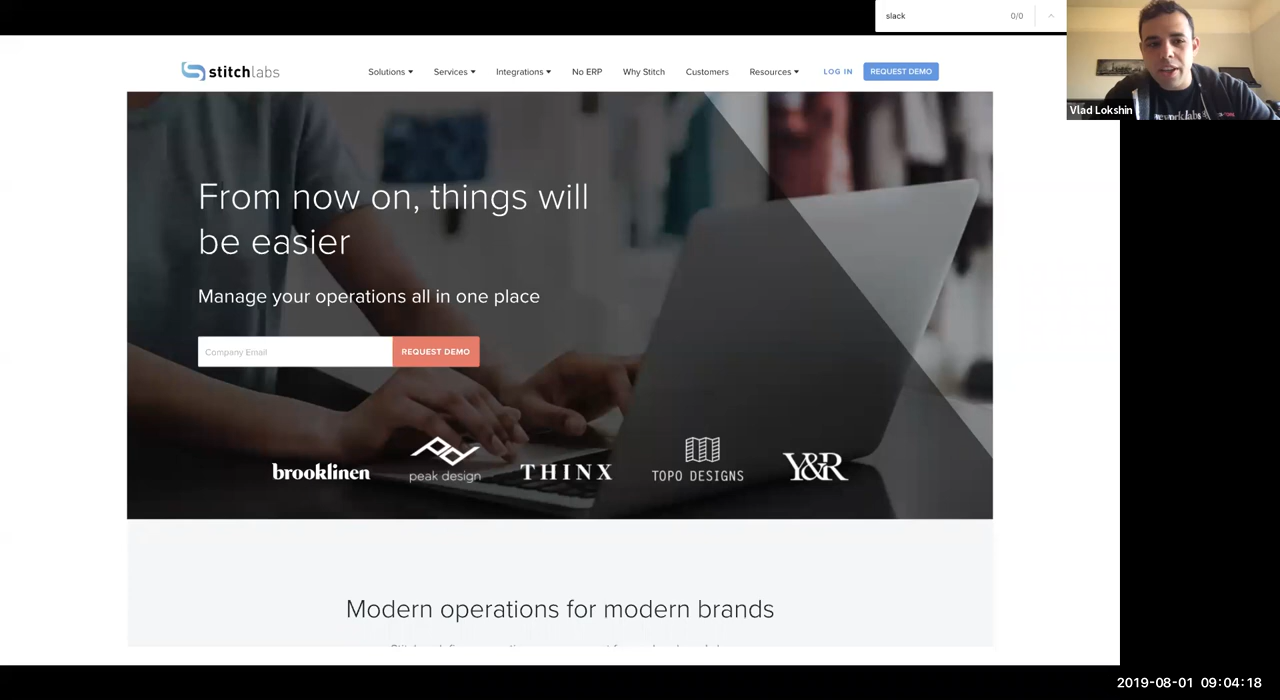 slack 0/0
Vlad Lokshin
stitchlabs
Solutions Services Integrations No ERP Why Stitch Customers Resources LOG IN REQUEST DEMO
From now on, things will
be easier
Manage your operations all in one place
Company Email REQUEST DEMO
brooklinen peak design THINX TOPO DESIGNS Y&R
Modern operations for modern brands
2019-08-01 09:04:18